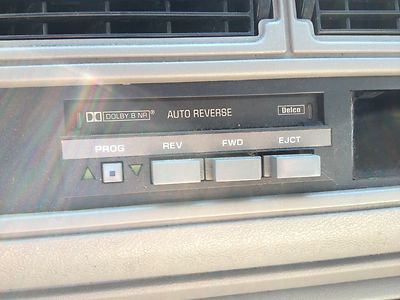 DOLBY B NR® AUTO REVERSE Delco
PROG REV FWD EJCT